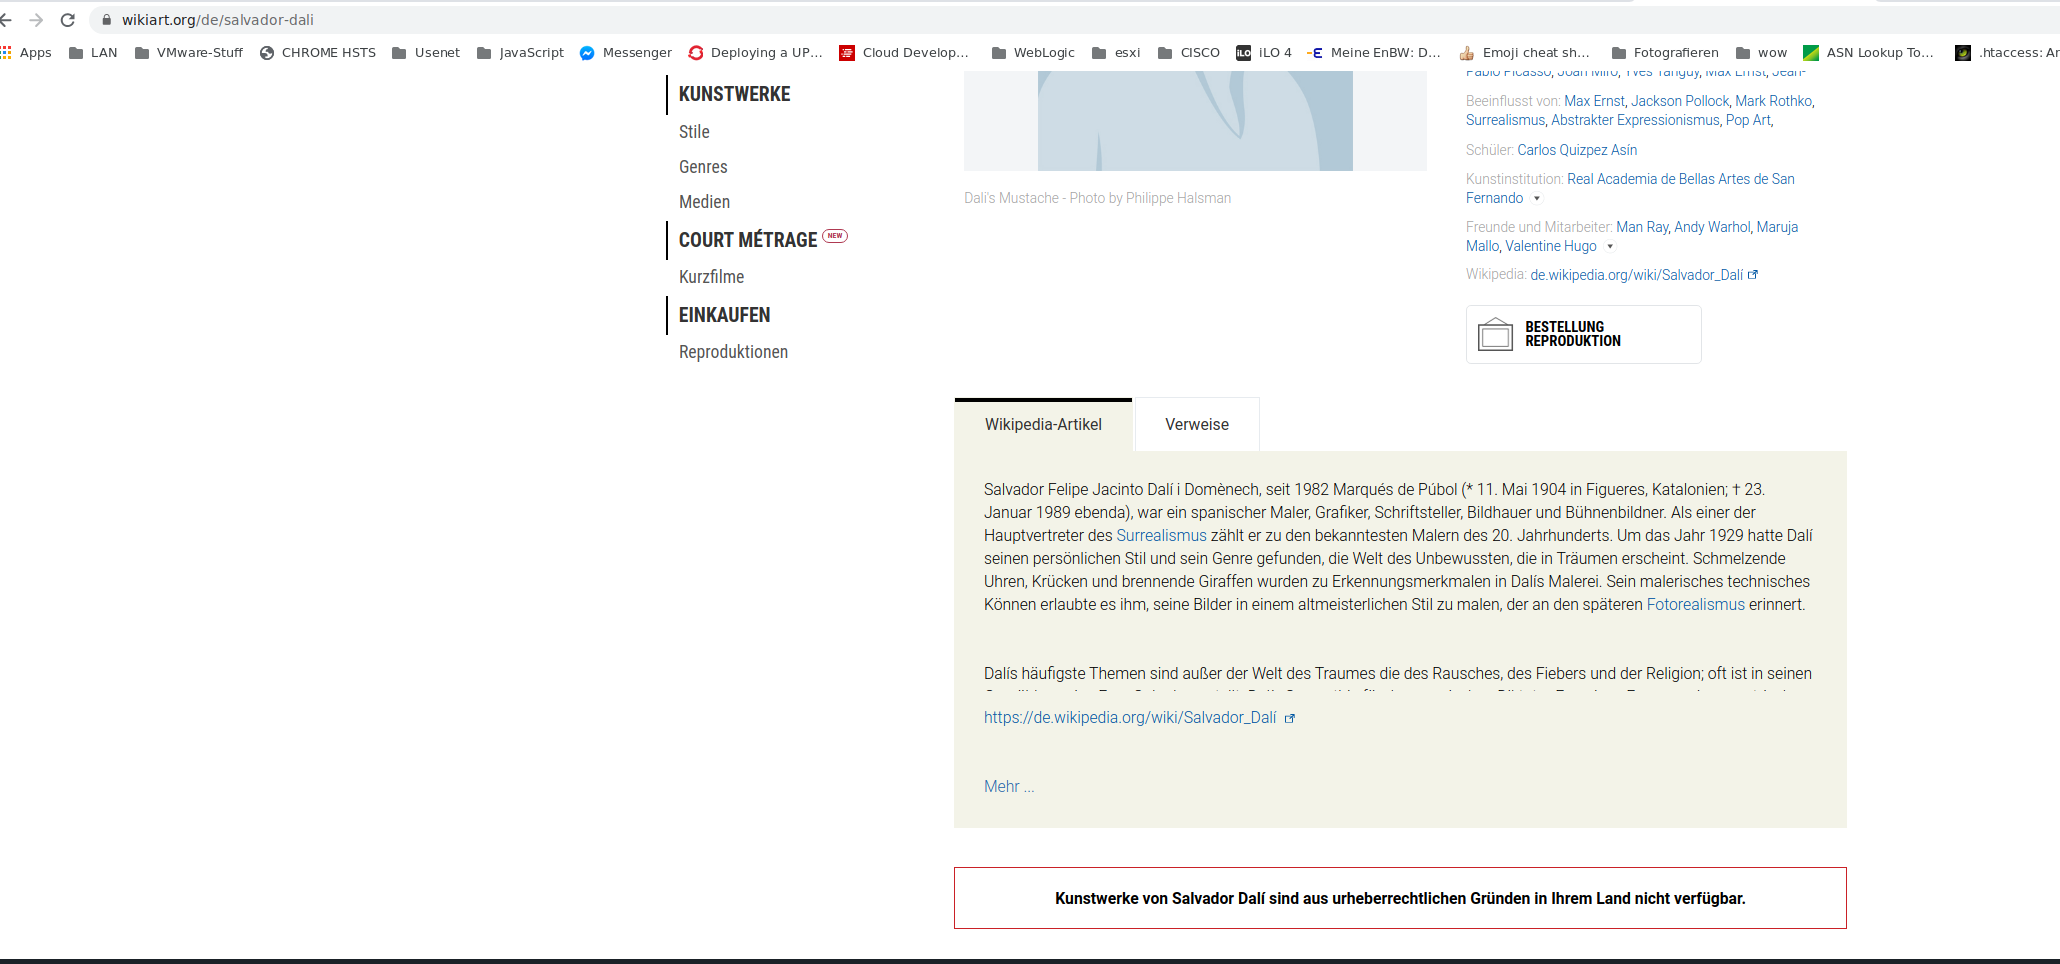 wikiart.org/de/salvador-dali
Apps LAN VMware-Stuff CHROME HSTS Usenet JavaScript Messenger Deploying a UP... Cloud Develop... WebLogic esxi CISCO iLO 4 Meine EnBW: D... Emoji cheat sh... Fotografieren wow ASN Lookup To... .htaccess: Ar
KUNSTWERKE
Stile
Genres
Medien
COURT MÉTRAGE NEW
Kurzfilme
EINKAUFEN
Reproduktionen
Dali's Mustache - Photo by Philippe Halsman
Pablo Picasso, Joan Miró, Yves Tanguy, Max Ernst, Jean-
Beeinflusst von: Max Ernst, Jackson Pollock, Mark Rothko,
Surrealismus, Abstrakter Expressionismus, Pop Art,
Schüler: Carlos Quizpez Asín
Kunstinstitution: Real Academia de Bellas Artes de San
Fernando
Freunde und Mitarbeiter: Man Ray, Andy Warhol, Maruja
Mallo, Valentine Hugo
Wikipedia: de.wikipedia.org/wiki/Salvador_Dalí
BESTELLUNG
REPRODUKTION
Wikipedia-Artikel Verweise
Salvador Felipe Jacinto Dalí i Domènech, seit 1982 Marqués de Púbol (* 11. Mai 1904 in Figueres, Katalonien; † 23.
Januar 1989 ebenda), war ein spanischer Maler, Grafiker, Schriftsteller, Bildhauer und Bühnenbildner. Als einer der
Hauptvertreter des Surrealismus zählt er zu den bekanntesten Malern des 20. Jahrhunderts. Um das Jahr 1929 hatte Dalí
seinen persönlichen Stil und sein Genre gefunden, die Welt des Unbewussten, die in Träumen erscheint. Schmelzende
Uhren, Krücken und brennende Giraffen wurden zu Erkennungsmerkmalen in Dalís Malerei. Sein malerisches technisches
Können erlaubte es ihm, seine Bilder in einem altmeisterlichen Stil zu malen, der an den späteren Fotorealismus erinnert.
Dalís häufigste Themen sind außer der Welt des Traumes die des Rausches, des Fiebers und der Religion; oft ist in seinen
https://de.wikipedia.org/wiki/Salvador_Dalí
Mehr ...
Kunstwerke von Salvador Dalí sind aus urheberrechtlichen Gründen in Ihrem Land nicht verfügbar.